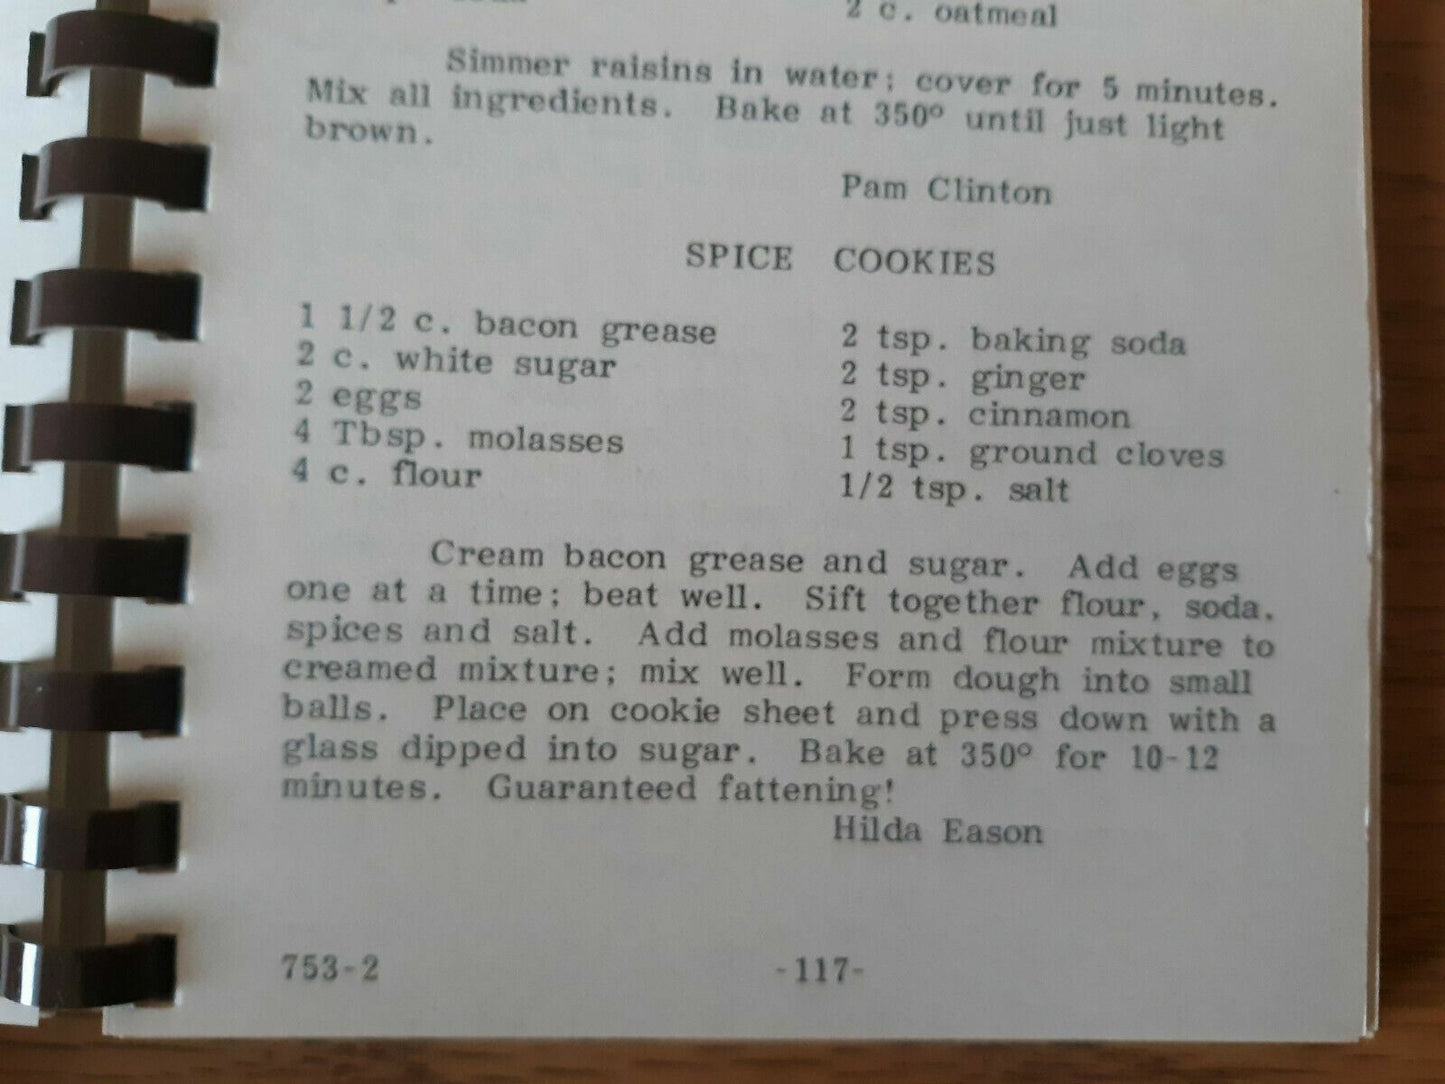 2 c. oatmeal
Simmer raisins in water; cover for 5 minutes.
Mix all ingredients. Bake at 350° until just light
brown.
Pam Clinton
SPICE COOKIES
1 1/2 c. bacon grease
2 c. white sugar
2 eggs
4 Tbsp. molasses
4 c. flour
2 tsp. baking soda
2 tsp. ginger
2 tsp. cinnamon
1 tsp. ground cloves
1/2 tsp. salt
Cream bacon grease and sugar. Add eggs
one at a time; beat well. Sift together flour, soda,
spices and salt. Add molasses and flour mixture to
creamed mixture; mix well. Form dough into small
balls. Place on cookie sheet and press down with a
glass dipped into sugar. Bake at 350° for 10-12
minutes. Guaranteed fattening!
Hilda Eason
753-2
-117-